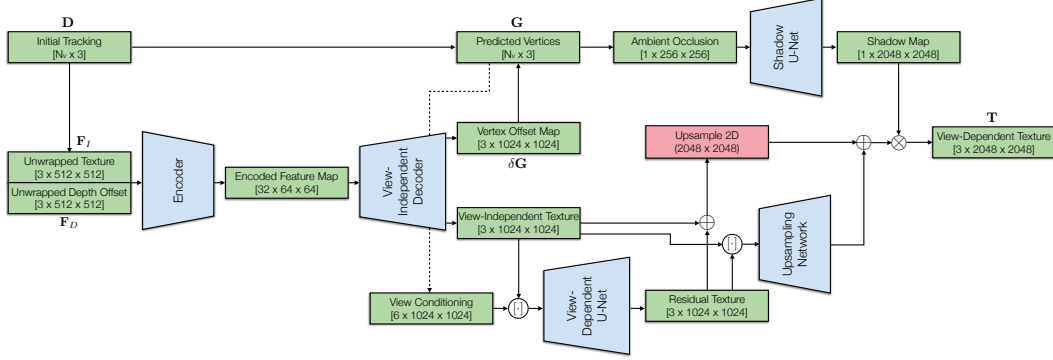 D
Initial Tracking
[Nᵥ x 3]
G
Predicted Vertices
[Nᵥ x 3]
Ambient Occlusion
[1 x 256 x 256]
Shadow
U-Net
Shadow Map
[1 x 2048 x 2048]
F_I
Unwrapped Texture
[3 x 512 x 512]
Unwrapped Depth Offset
[3 x 512 x 512]
F_D
Encoder
Encoded Feature Map
[32 x 64 x 64]
View-
Independent
Decoder
Vertex Offset Map
[3 x 1024 x 1024]
δG
Upsample 2D
(2048 x 2048)
T
View-Dependent Texture
[3 x 2048 x 2048]
View-Independent Texture
[3 x 1024 x 1024]
[·]
Upsampling
Network
View Conditioning
[6 x 1024 x 1024]
[·]
View-
Dependent
U-Net
Residual Texture
[3 x 1024 x 1024]